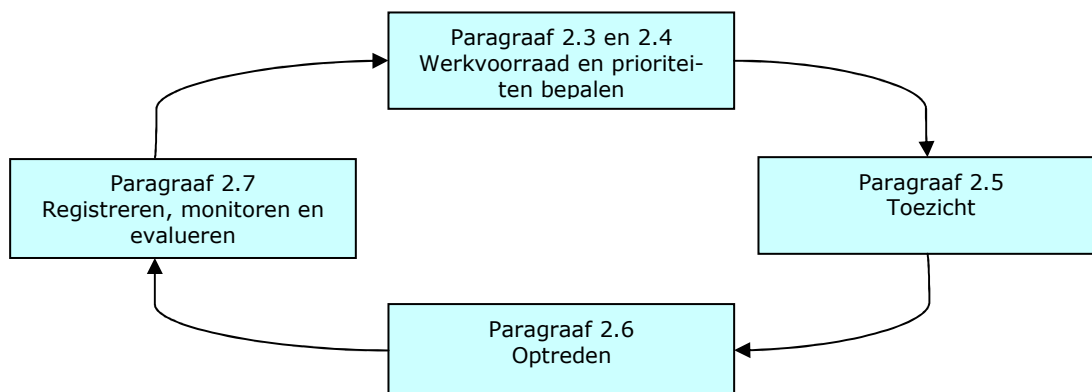 Paragraaf 2.3 en 2.4
Werkvoorraad en prioritei-
ten bepalen
Paragraaf 2.5
Toezicht
Paragraaf 2.6
Optreden
Paragraaf 2.7
Registreren, monitoren en
evalueren